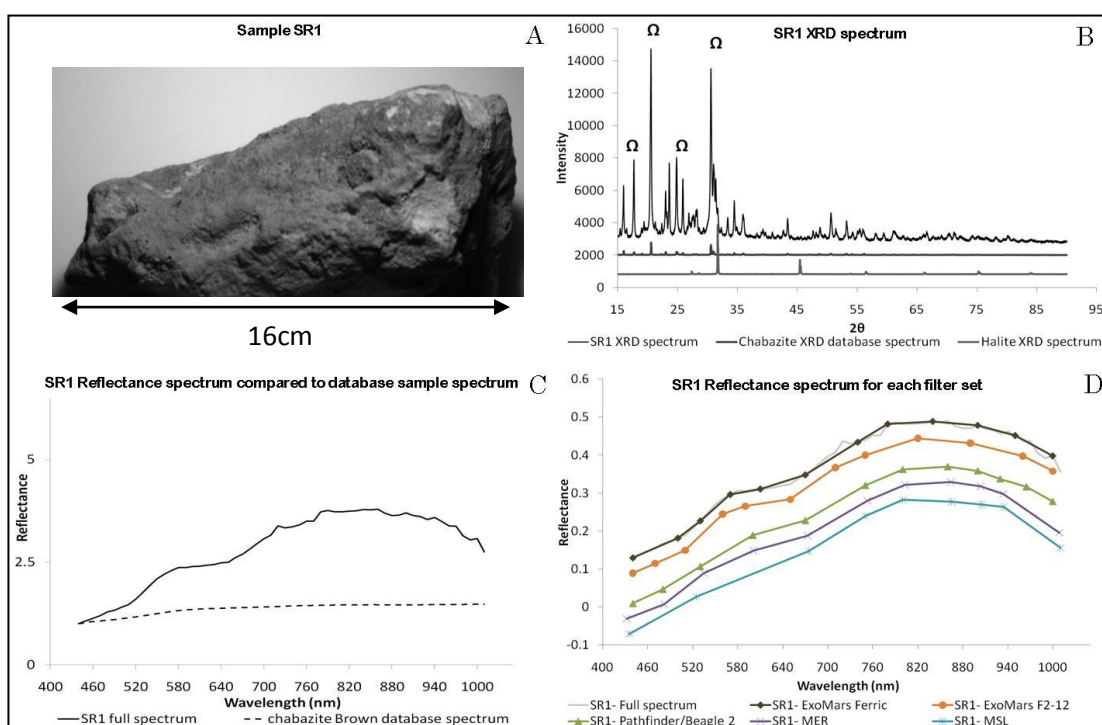 Sample SR1
A
16cm
SR1 XRD spectrum
B
Ω
Ω
Ω
Ω
Intensity
16000
14000
12000
10000
8000
6000
4000
2000
0
15 25 35 45 55 65 75 85 95
2θ
SR1 XRD spectrum Chabazite XRD database spectrum Halite XRD spectrum
SR1 Reflectance spectrum compared to database sample spectrum
C
Reflectance
5
2.5
0
400 460 520 580 640 700 760 820 880 940 1000
Wavelength (nm)
SR1 full spectrum chabazite Brown database spectrum
SR1 Reflectance spectrum for each filter set
D
Reflectance
0.6
0.5
0.4
0.3
0.2
0.1
0
-0.1
400 460 520 580 640 700 760 820 880 940 1000
Wavelength (nm)
SR1- Full spectrum SR1- ExoMars Ferric SR1- ExoMars F2-12
SR1- Pathfinder/Beagle 2 SR1- MER SR1- MSL